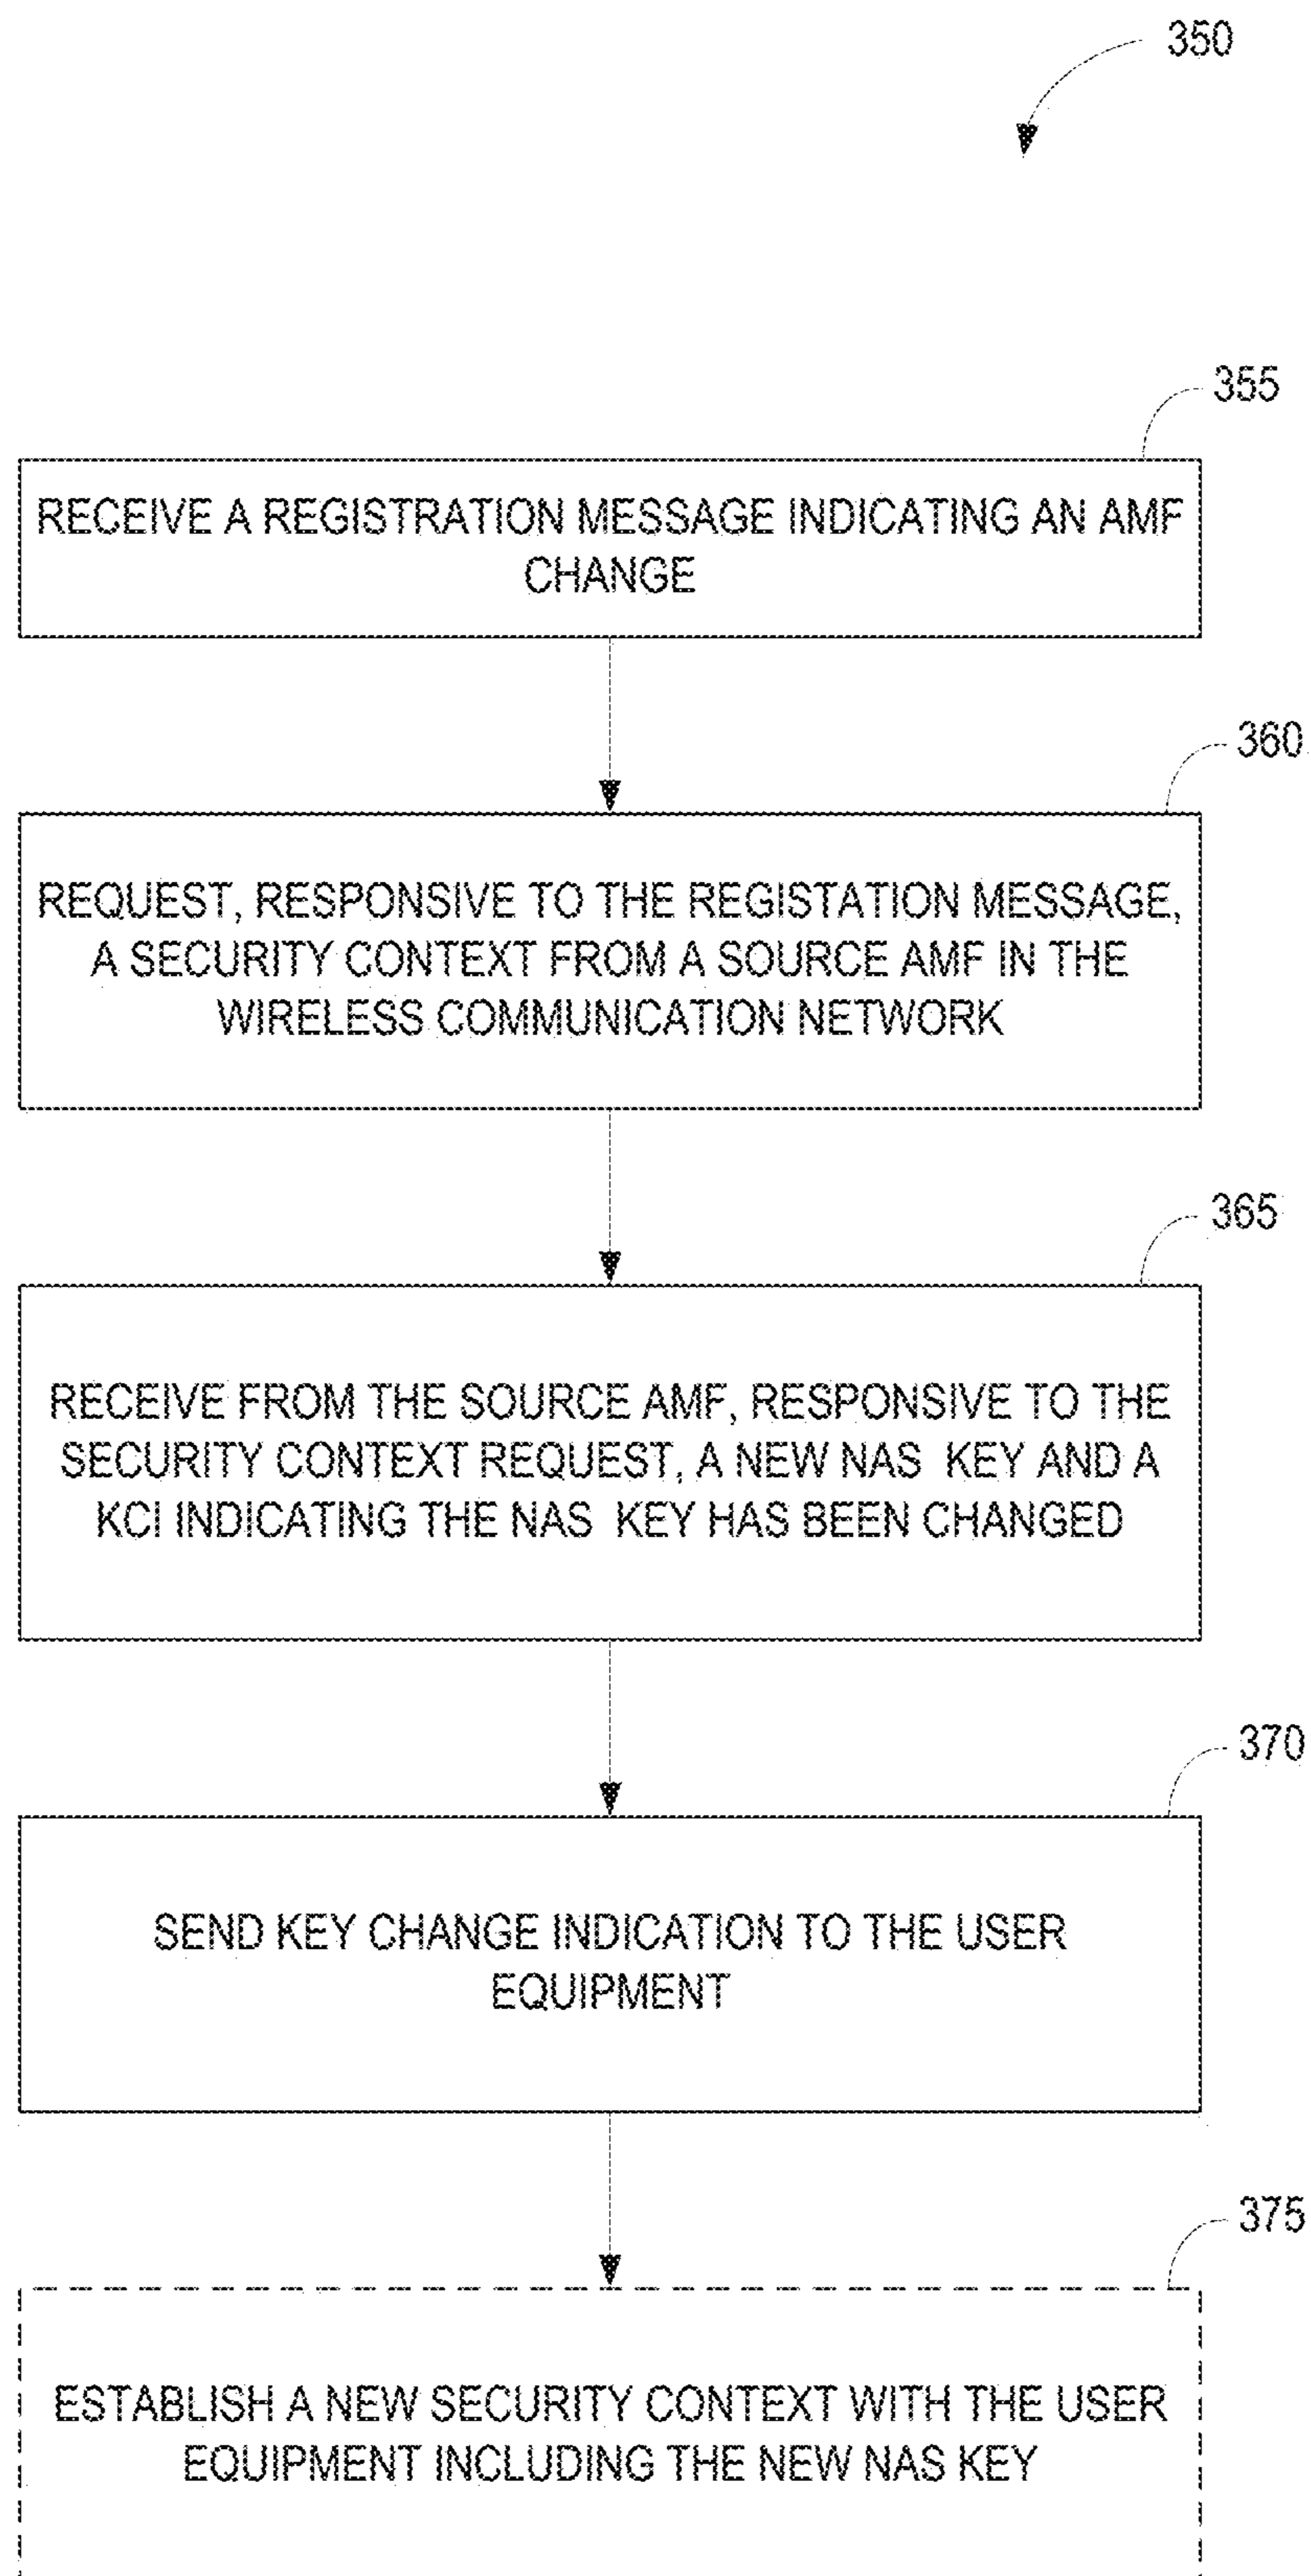 350
355
RECEIVE A REGISTRATION MESSAGE INDICATING AN AMF
CHANGE
360
REQUEST, RESPONSIVE TO THE REGISTATION MESSAGE,
A SECURITY CONTEXT FROM A SOURCE AMF IN THE
WIRELESS COMMUNICATION NETWORK
365
RECEIVE FROM THE SOURCE AMF, RESPONSIVE TO THE
SECURITY CONTEXT REQUEST, A NEW NAS KEY AND A
KCI INDICATING THE NAS KEY HAS BEEN CHANGED
370
SEND KEY CHANGE INDICATION TO THE USER
EQUIPMENT
375
ESTABLISH A NEW SECURITY CONTEXT WITH THE USER
EQUIPMENT INCLUDING THE NEW NAS KEY